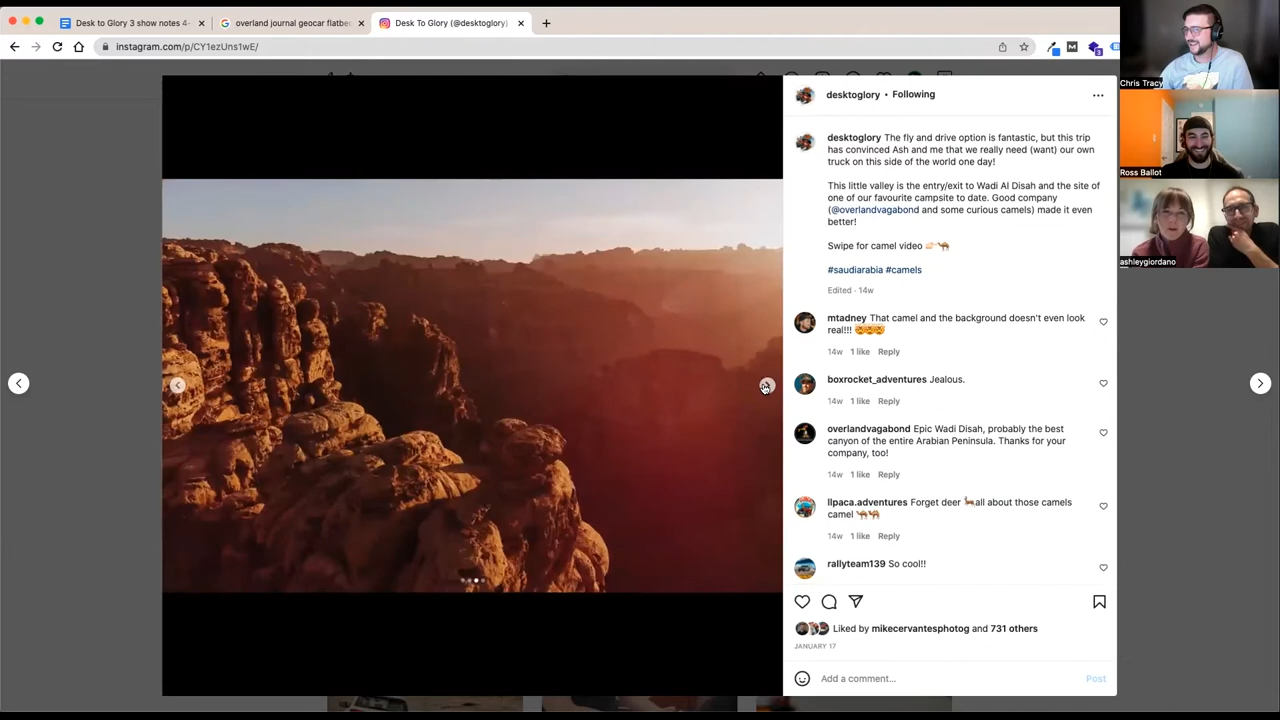 Desk to Glory 3 show notes 4-
overland journal geocar flatbe
Desk To Glory (@desktoglory)
instagram.com/p/CY1ezUns1wE/
Chris Tracy
Ross Ballot
ashleygiordano
desktoglory • Following
desktoglory The fly and drive option is fantastic, but this trip
has convinced Ash and me that we really need (want) our own
truck on this side of the world one day!
This little valley is the entry/exit to Wadi Al Disah and the site of
one of our favourite campsite to date. Good company
(@overlandvagabond and some curious camels) made it even
better!
Swipe for camel video 👉🏻🐪
#saudiarabia #camels
Edited · 14w
mtadney That camel and the background doesn't even look
real!!! 🤯🤯🤯
14w 1 like Reply
boxrocket_adventures Jealous.
14w 1 like Reply
overlandvagabond Epic Wadi Disah, probably the best
canyon of the entire Arabian Peninsula. Thanks for your
company, too!
14w 1 like Reply
llpaca.adventures Forget deer 🦌all about those camels
camel 🐪🐪
14w 1 like Reply
rallyteam139 So cool!!
Liked by mikecervantesphotog and 731 others
JANUARY 17
Add a comment...
Post